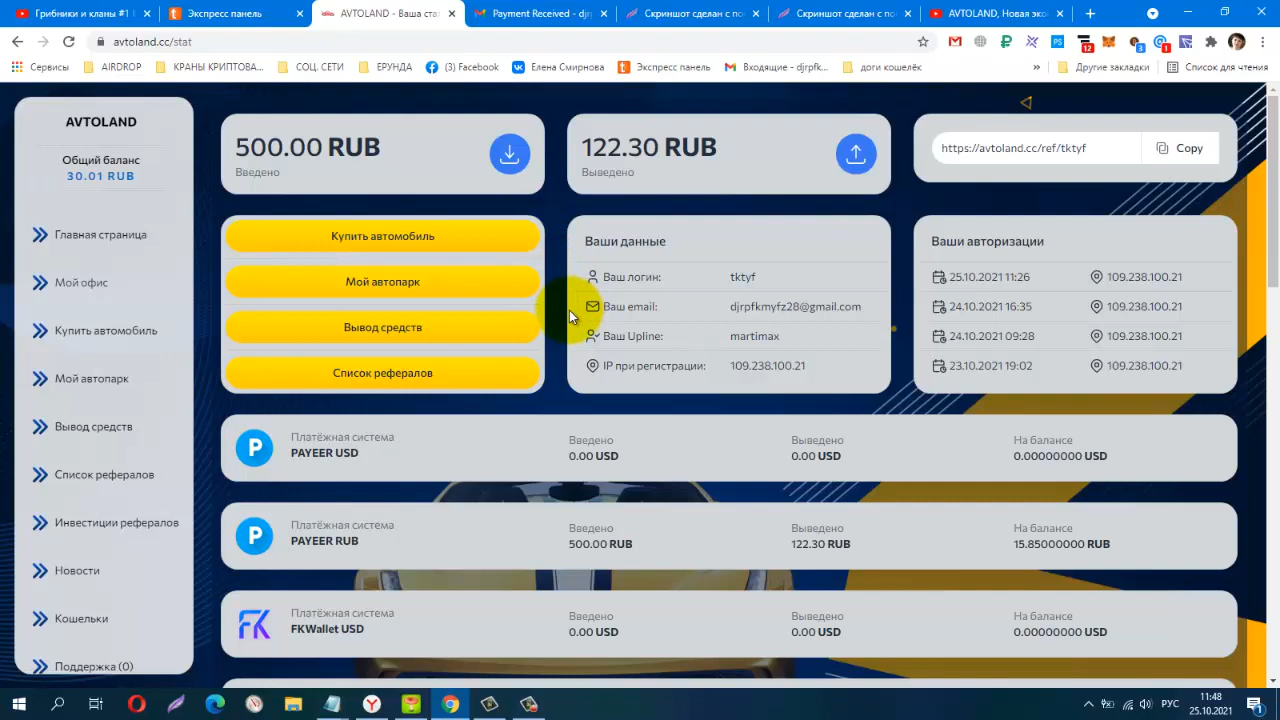 Грибники и кланы #1
Экспресс панель
AVTOLAND - Ваша ста
Payment Received - djrp
Скриншот сделан с по
Скриншот сделан с по
AVTOLAND, Новая эко
avtoland.cc/stat
Сервисы
AIRDROP
КРАНЫ КРИПТОВА...
СОЦ. СЕТИ
ЕРУНДА
(3) Facebook
Елена Смирнова
Экспресс панель
Входящие - djrpfk...
доги кошелёк
»
Другие закладки
Список для чтения
AVTOLAND
Общий баланс
30.01 RUB
Главная страница
Мой офис
Купить автомобиль
Мой автопарк
Вывод средств
Список рефералов
Инвестиции рефералов
Новости
Кошельки
Поддержка (0)
500.00 RUB
Введено
122.30 RUB
Выведено
https://avtoland.cc/ref/tktyf
Copy
Купить автомобиль
Мой автопарк
Вывод средств
Список рефералов
Ваши данные
Ваш логин: tktyf
Ваш email: djrpfkmyfz28@gmail.com
Ваш Upline: martimax
IP при регистрации: 109.238.100.21
Ваши авторизации
25.10.2021 11:26 109.238.100.21
24.10.2021 16:35 109.238.100.21
24.10.2021 09:28 109.238.100.21
23.10.2021 19:02 109.238.100.21
Платёжная система Введено Выведено На балансе
PAYEER USD 0.00 USD 0.00 USD 0.00000000 USD
Платёжная система Введено Выведено На балансе
PAYEER RUB 500.00 RUB 122.30 RUB 15.85000000 RUB
Платёжная система Введено Выведено На балансе
FKWallet USD 0.00 USD 0.00 USD 0.00000000 USD
РУС
11:48
25.10.2021